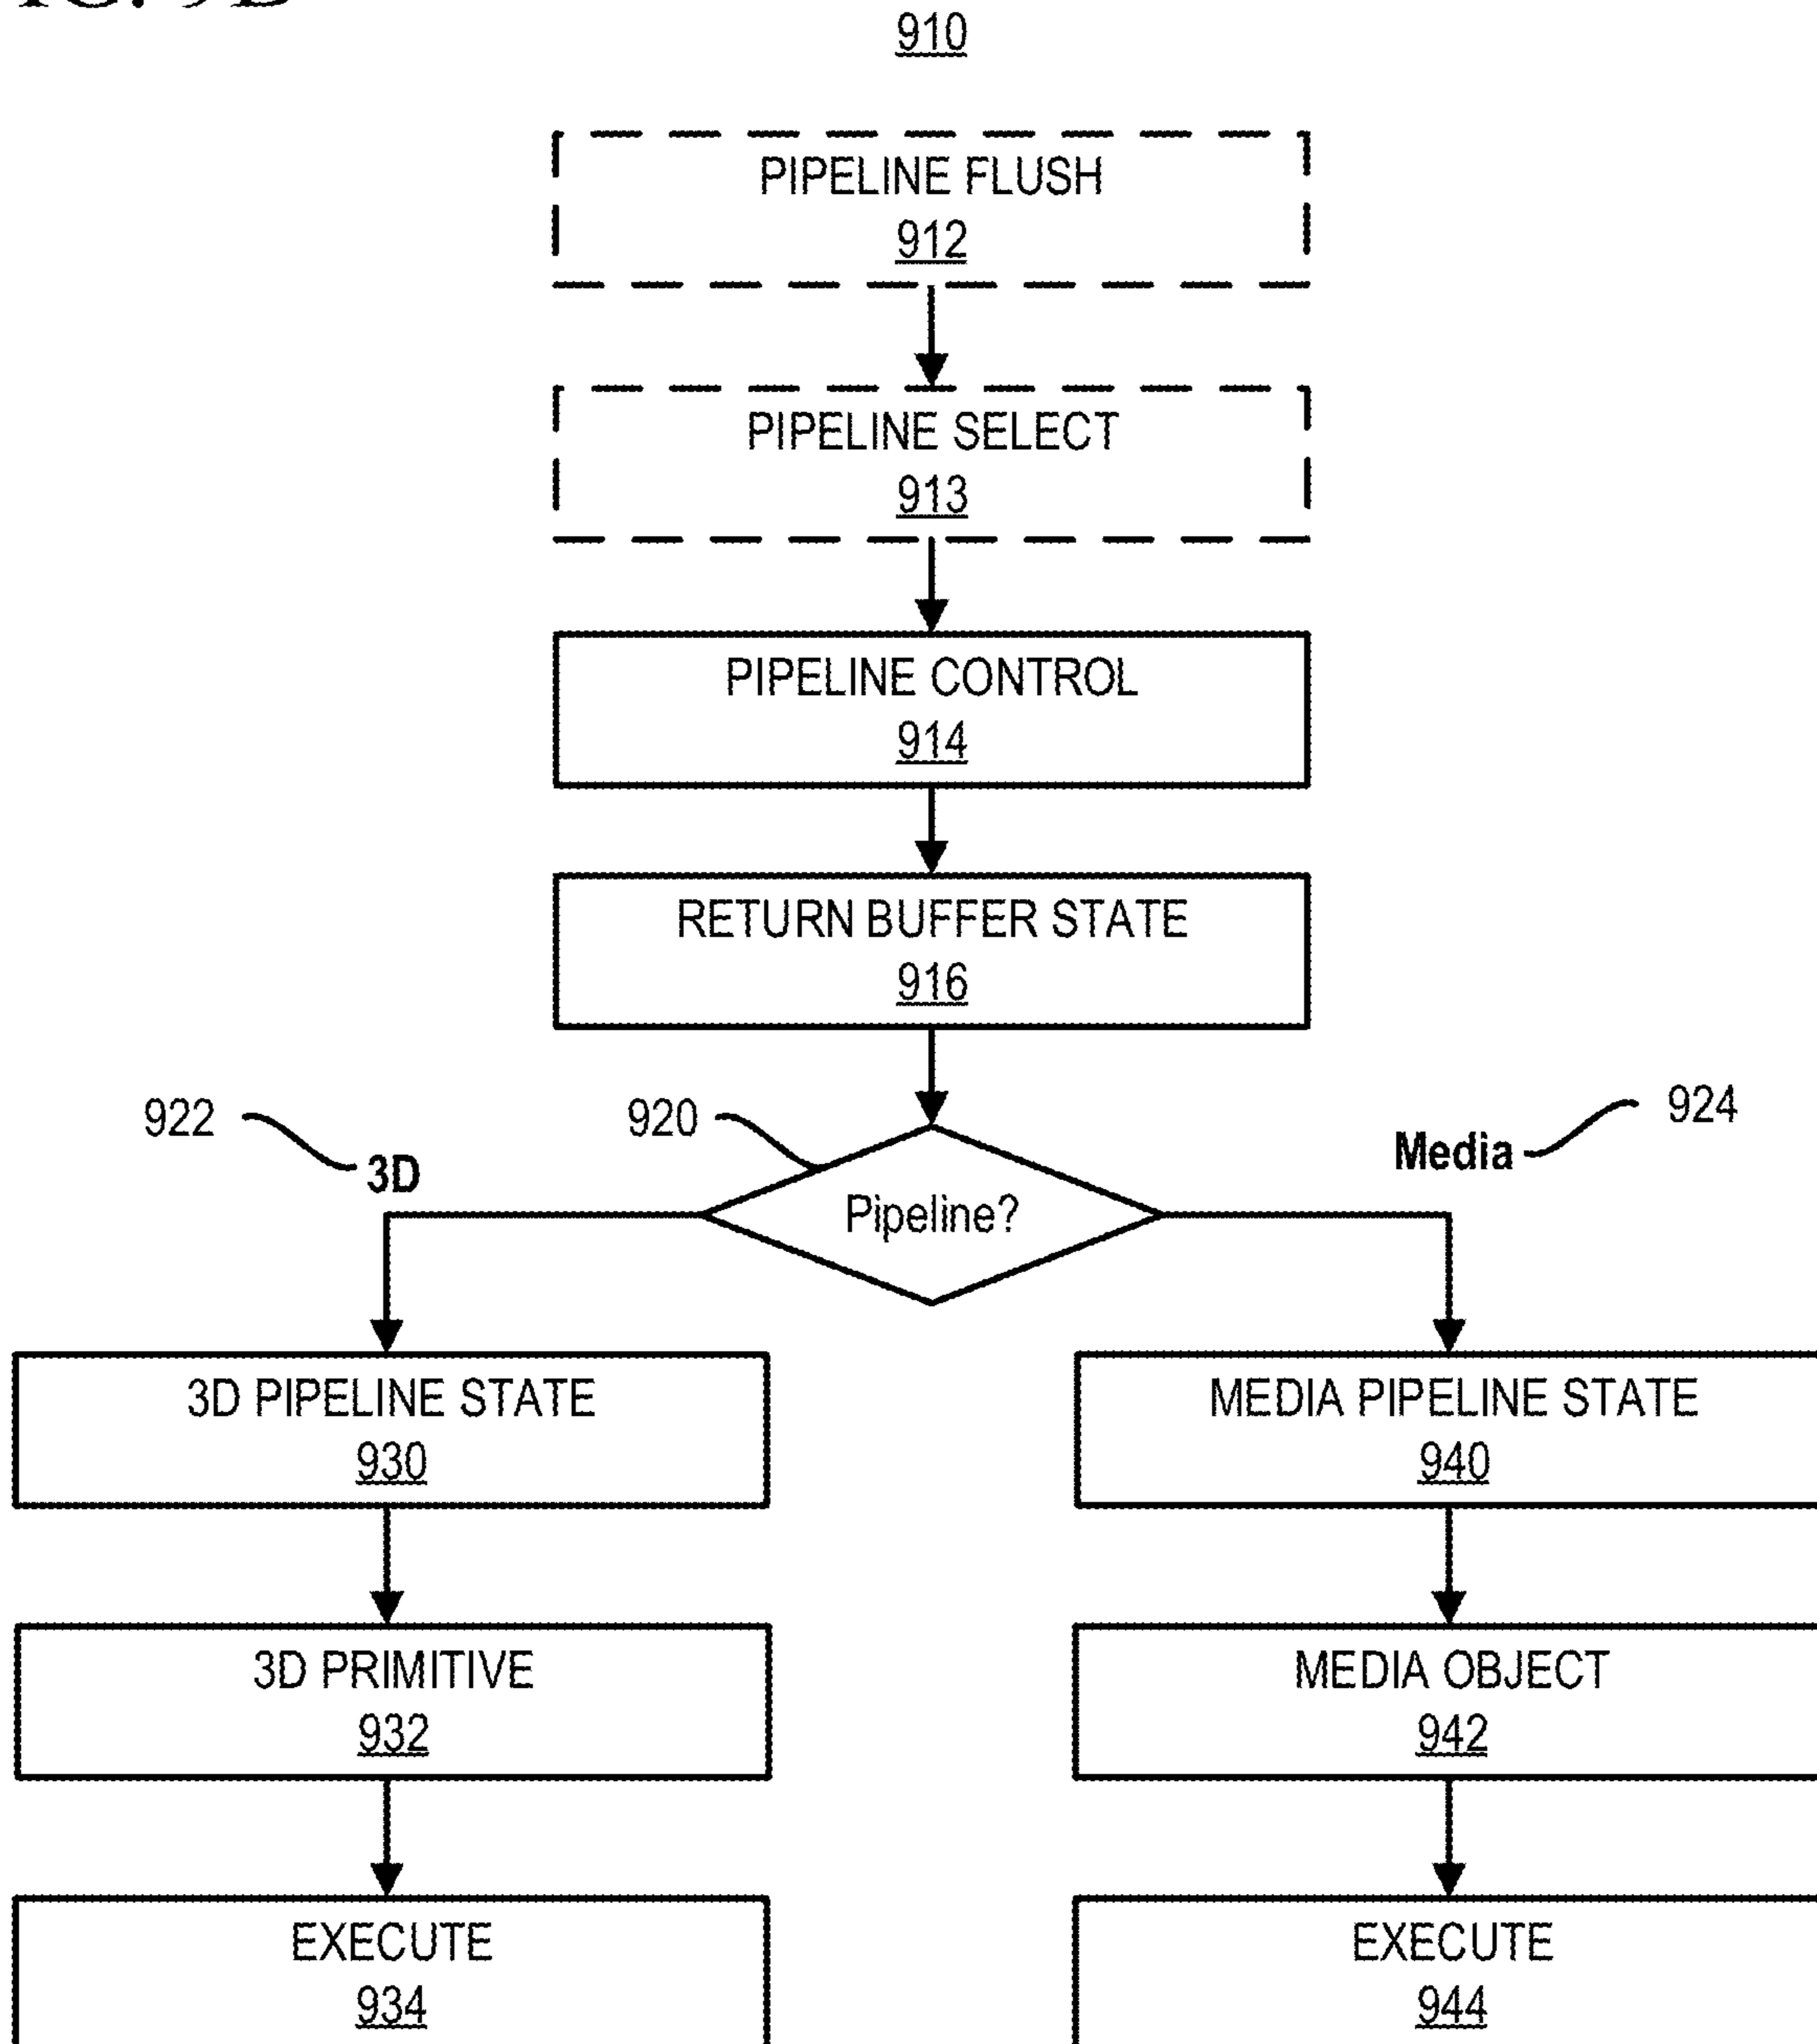 910
PIPELINE FLUSH
912
PIPELINE SELECT
913
PIPELINE CONTROL
914
RETURN BUFFER STATE
916
922
920
924
3D
Media
Pipeline?
3D PIPELINE STATE
930
MEDIA PIPELINE STATE
940
3D PRIMITIVE
932
MEDIA OBJECT
942
EXECUTE
934
EXECUTE
944